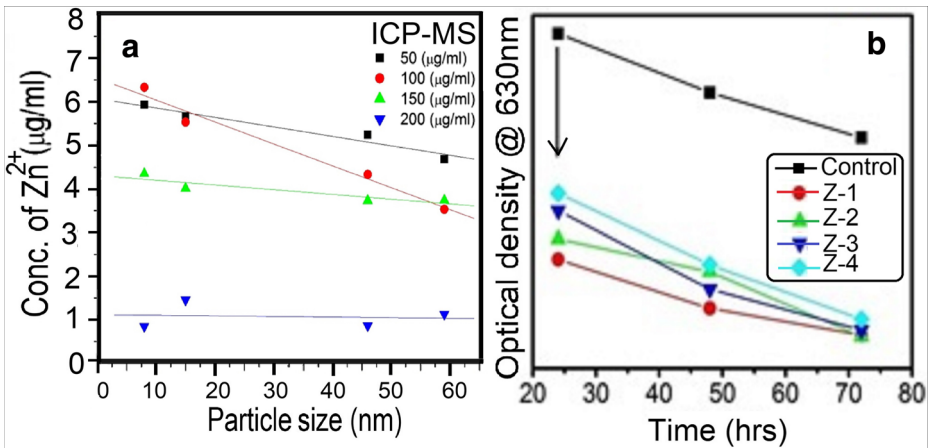 a
ICP-MS
50 (μg/ml)
100 (μg/ml)
150 (μg/ml)
200 (μg/ml)
Conc. of Zn²⁺ (μg/ml)
8
7
6
5
4
3
2
1
0
0 10 20 30 40 50 60
Particle size (nm)
b
Control
Z-1
Z-2
Z-3
Z-4
Optical density @ 630nm
20 30 40 50 60 70 80
Time (hrs)